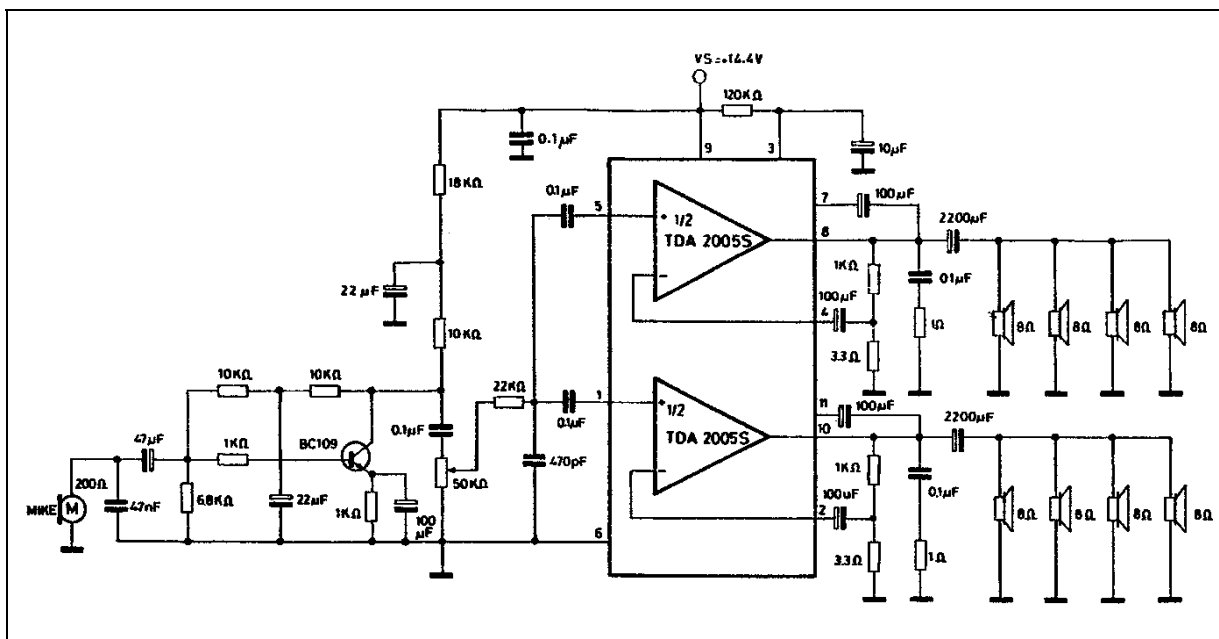 VS=+14.4V
120KΩ
0.1µF
9
3
10µF
18KΩ
0.1µF
5
7
100µF
1/2
TDA 2005S
8
2200µF
22µF
1KΩ
0.1µF
100µF
4
1Ω
8Ω
8Ω
8Ω
8Ω
10KΩ
3.3Ω
10KΩ
10KΩ
22KΩ
1
0.1µF
11
100µF
1/2
TDA 2005S
10
2200µF
47µF
1KΩ
BC109
0.1µF
470pF
50KΩ
1KΩ
0.1µF
100uF
2
200Ω
MIKE
M
47nF
6.8KΩ
22µF
1KΩ
100
µF
6
3.3Ω
1Ω
8Ω
8Ω
8Ω
8Ω